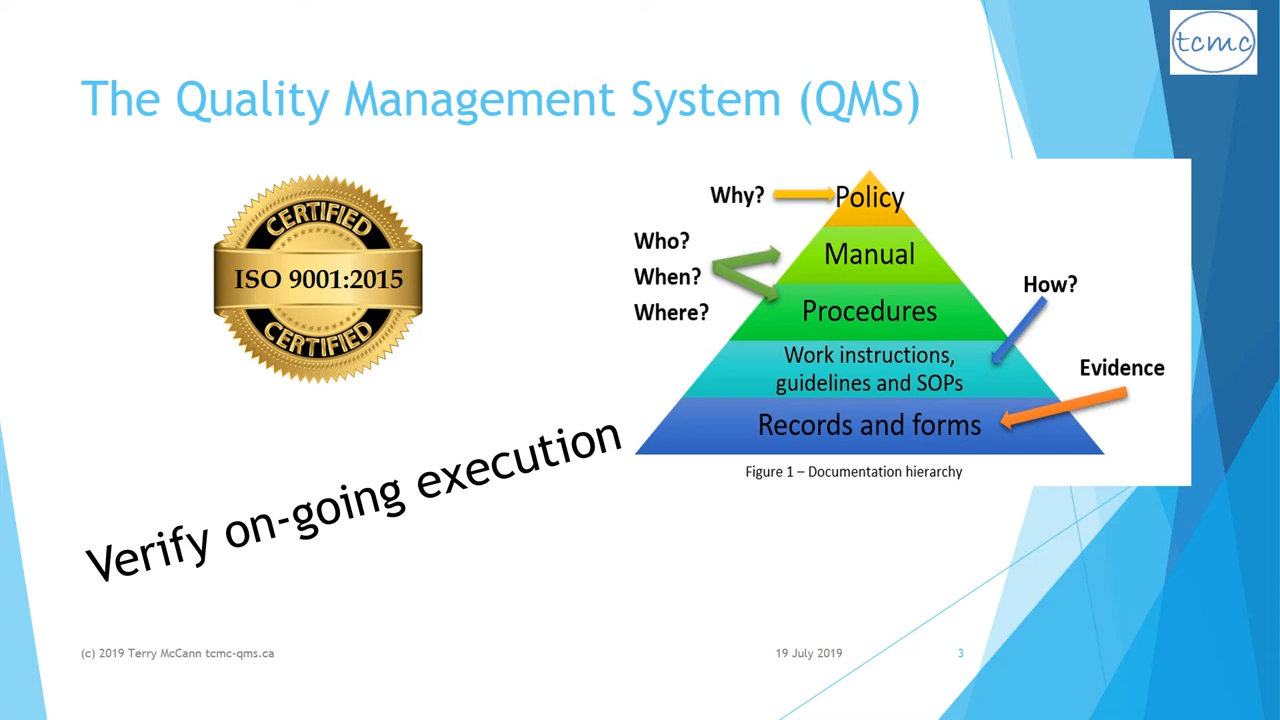 tcmc
The Quality Management System (QMS)
CERTIFIED
ISO 9001:2015
CERTIFIED
Why?
Policy
Who?
When?
Where?
Manual
Procedures
How?
Work instructions,
guidelines and SOPs
Evidence
Records and forms
Figure 1 – Documentation hierarchy
Verify on-going execution
(c) 2019 Terry McCann tcmc-qms.ca
19 July 2019
3